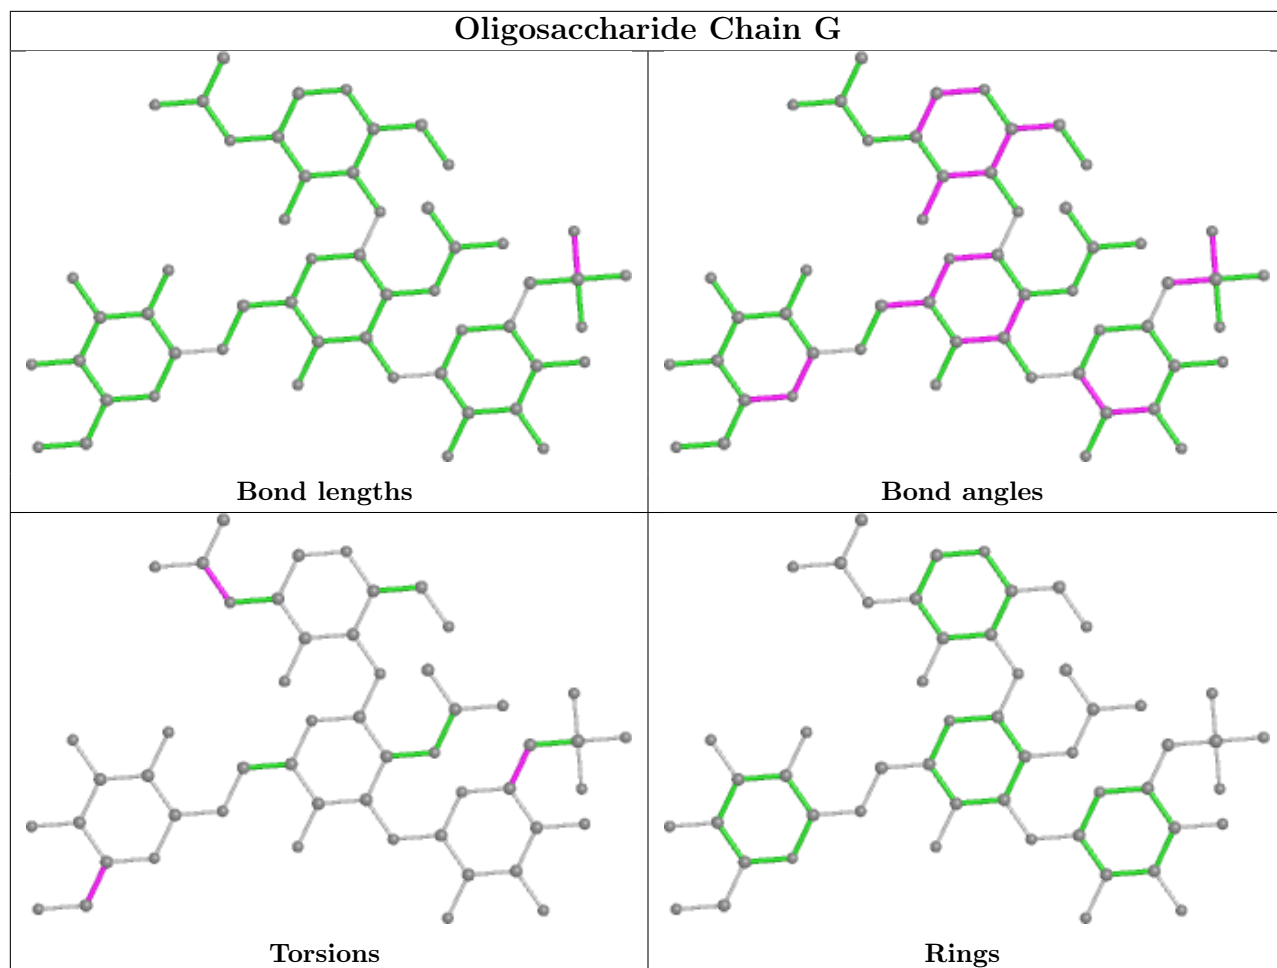 Oligosaccharide Chain G
Bond lengths
Bond angles
Torsions
Rings